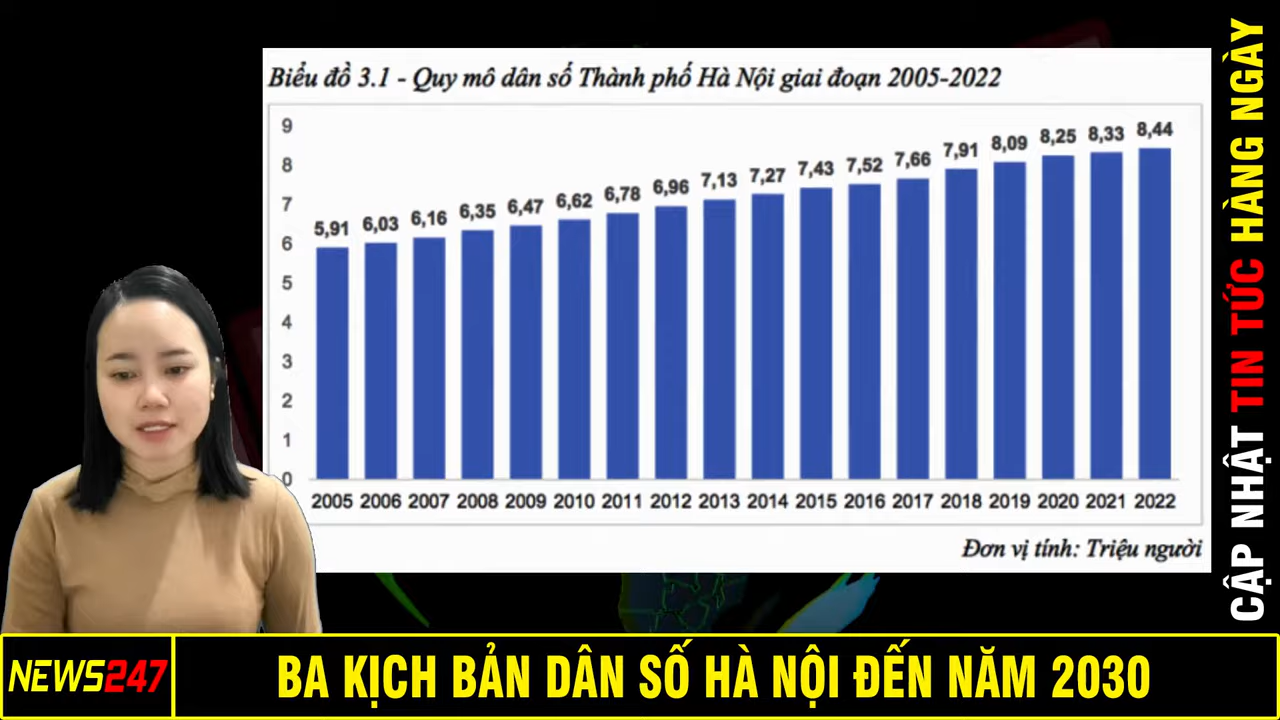 Biểu đồ 3.1 - Quy mô dân số Thành phố Hà Nội giai đoạn 2005-2022
9
8
7
6
5
4
3
2
1
0
5,91 6,03 6,16 6,35 6,47 6,62 6,78 6,96 7,13 7,27 7,43 7,52 7,66 7,91 8,09 8,25 8,33 8,44
2005 2006 2007 2008 2009 2010 2011 2012 2013 2014 2015 2016 2017 2018 2019 2020 2021 2022
Đơn vị tính: Triệu người
CẬP NHẬT TIN TỨC HÀNG NGÀY
NEWS247
BA KỊCH BẢN DÂN SỐ HÀ NỘI ĐẾN NĂM 2030